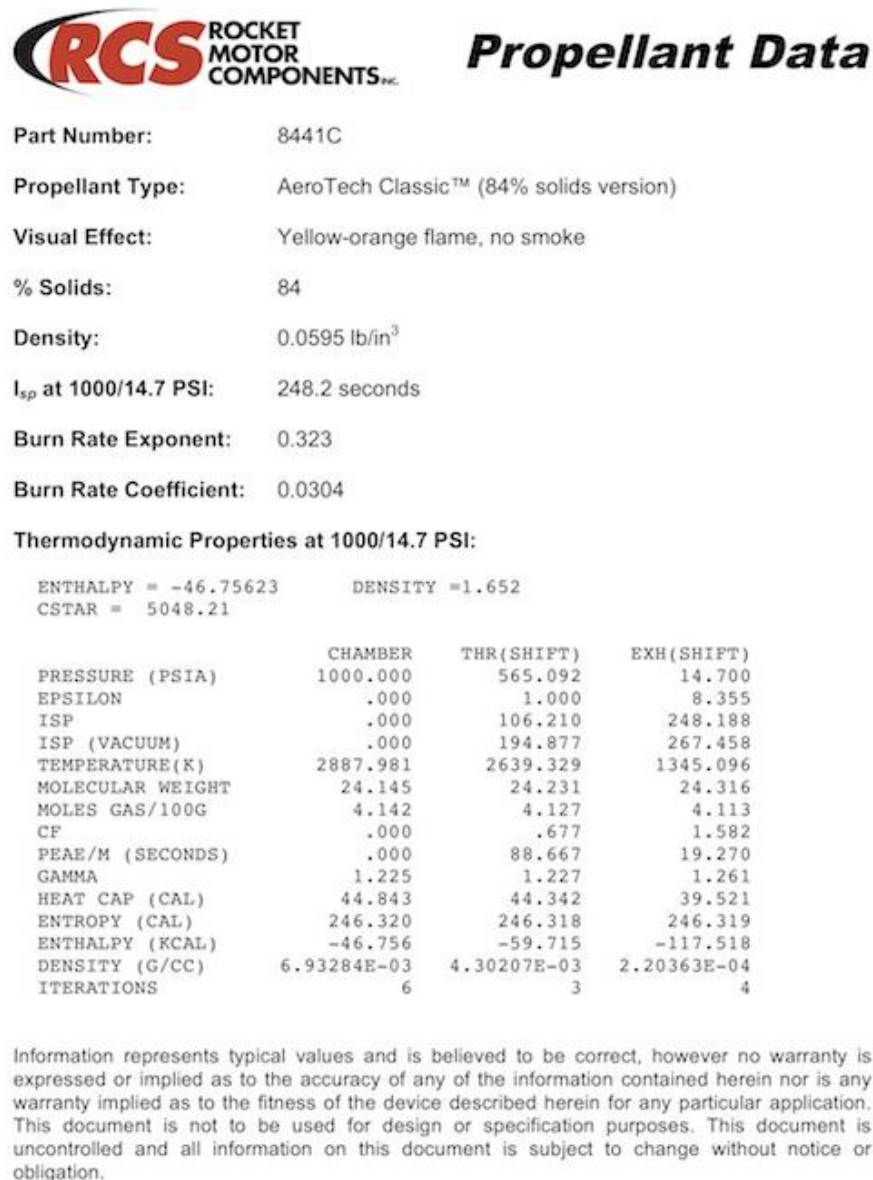 RCS ROCKET MOTOR COMPONENTS INC.
Propellant Data
Part Number: 8441C
Propellant Type: AeroTech Classic™ (84% solids version)
Visual Effect: Yellow-orange flame, no smoke
% Solids: 84
Density: 0.0595 lb/in³
Isp at 1000/14.7 PSI: 248.2 seconds
Burn Rate Exponent: 0.323
Burn Rate Coefficient: 0.0304
Thermodynamic Properties at 1000/14.7 PSI:
ENTHALPY = -46.75623 DENSITY =1.652
CSTAR = 5048.21
CHAMBER THR(SHIFT) EXH(SHIFT)
PRESSURE (PSIA) 1000.000 565.092 14.700
EPSILON .000 1.000 8.355
ISP .000 106.210 248.188
ISP (VACUUM) .000 194.877 267.458
TEMPERATURE(K) 2887.981 2639.329 1345.096
MOLECULAR WEIGHT 24.145 24.231 24.316
MOLES GAS/100G 4.142 4.127 4.113
CF .000 .677 1.582
PEAE/M (SECONDS) .000 88.667 19.270
GAMMA 1.225 1.227 1.261
HEAT CAP (CAL) 44.843 44.342 39.521
ENTROPY (CAL) 246.320 246.318 246.319
ENTHALPY (KCAL) -46.756 -59.715 -117.518
DENSITY (G/CC) 6.93284E-03 4.30207E-03 2.20363E-04
ITERATIONS 6 3 4
Information represents typical values and is believed to be correct, however no warranty is
expressed or implied as to the accuracy of any of the information contained herein nor is any
warranty implied as to the fitness of the device described herein for any particular application.
This document is not to be used for design or specification purposes. This document is
uncontrolled and all information on this document is subject to change without notice or
obligation.